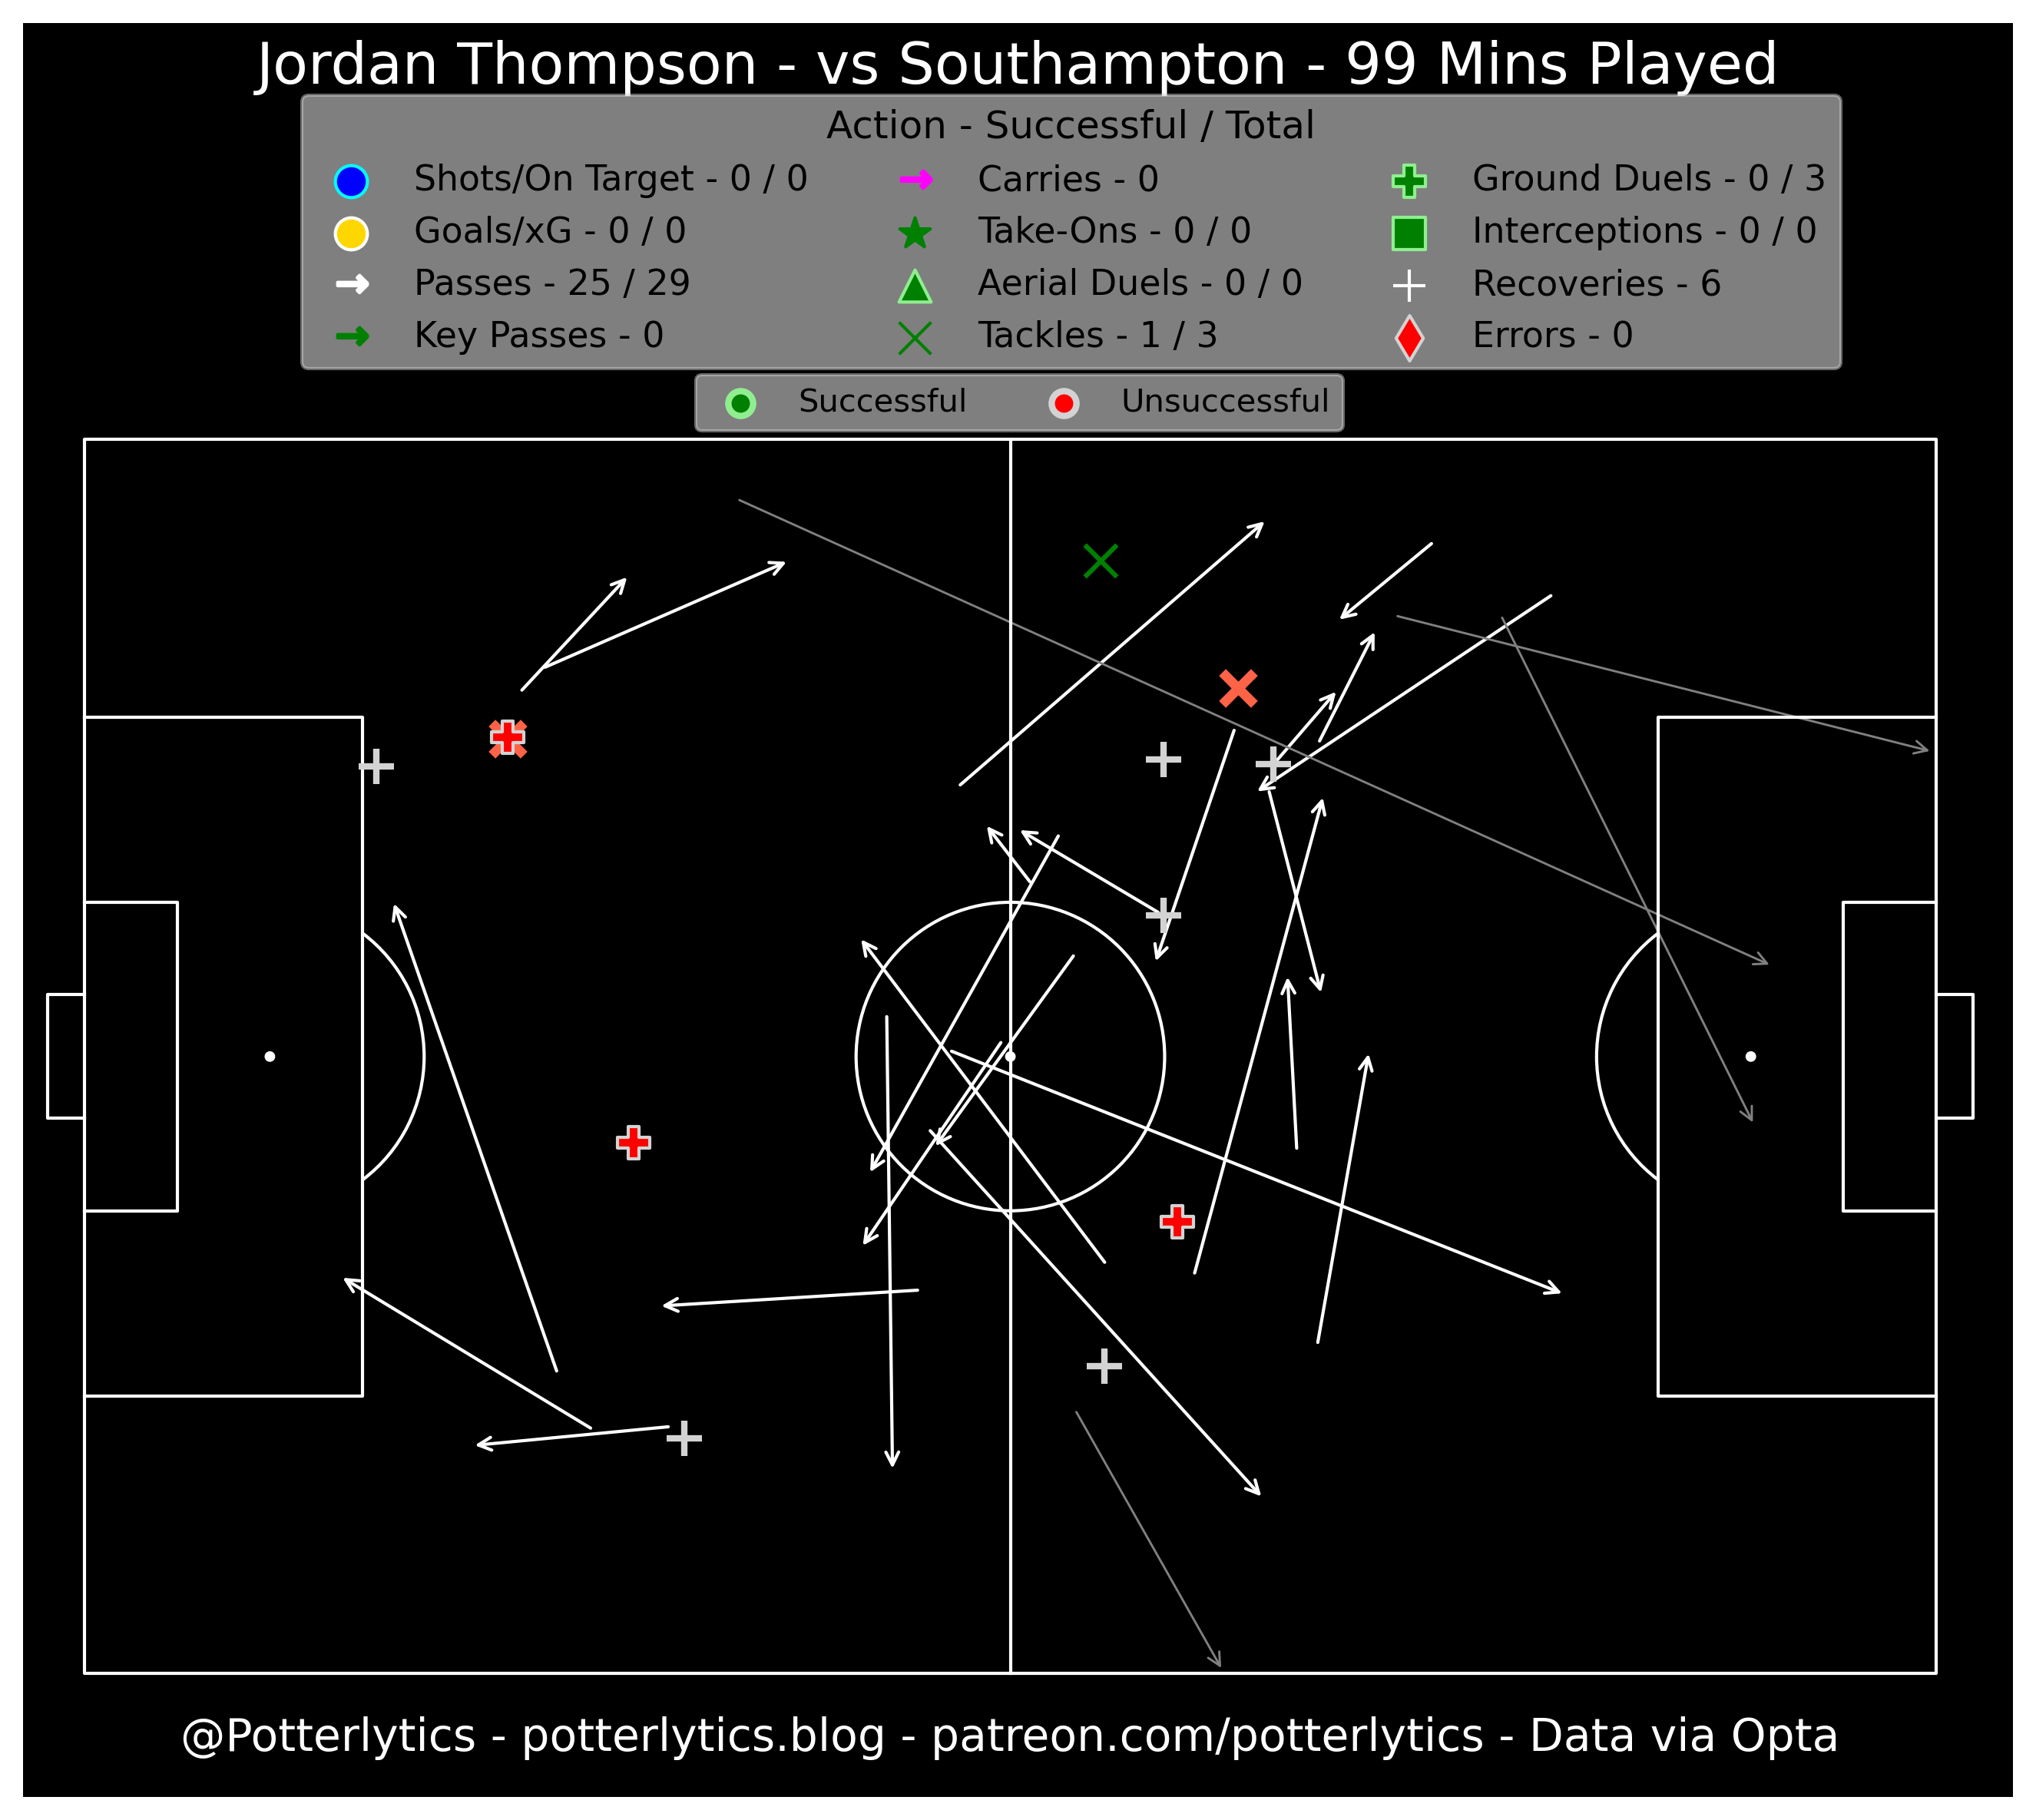 Jordan Thompson - vs Southampton - 99 Mins Played
Action - Successful / Total
Shots/On Target - 0 / 0
Goals/xG - 0 / 0
Passes - 25 / 29
Key Passes - 0
Carries - 0
Take-Ons - 0 / 0
Aerial Duels - 0 / 0
Tackles - 1 / 3
Ground Duels - 0 / 3
Interceptions - 0 / 0
Recoveries - 6
Errors - 0
Successful
Unsuccessful
@Potterlytics - potterlytics.blog - patreon.com/potterlytics - Data via Opta